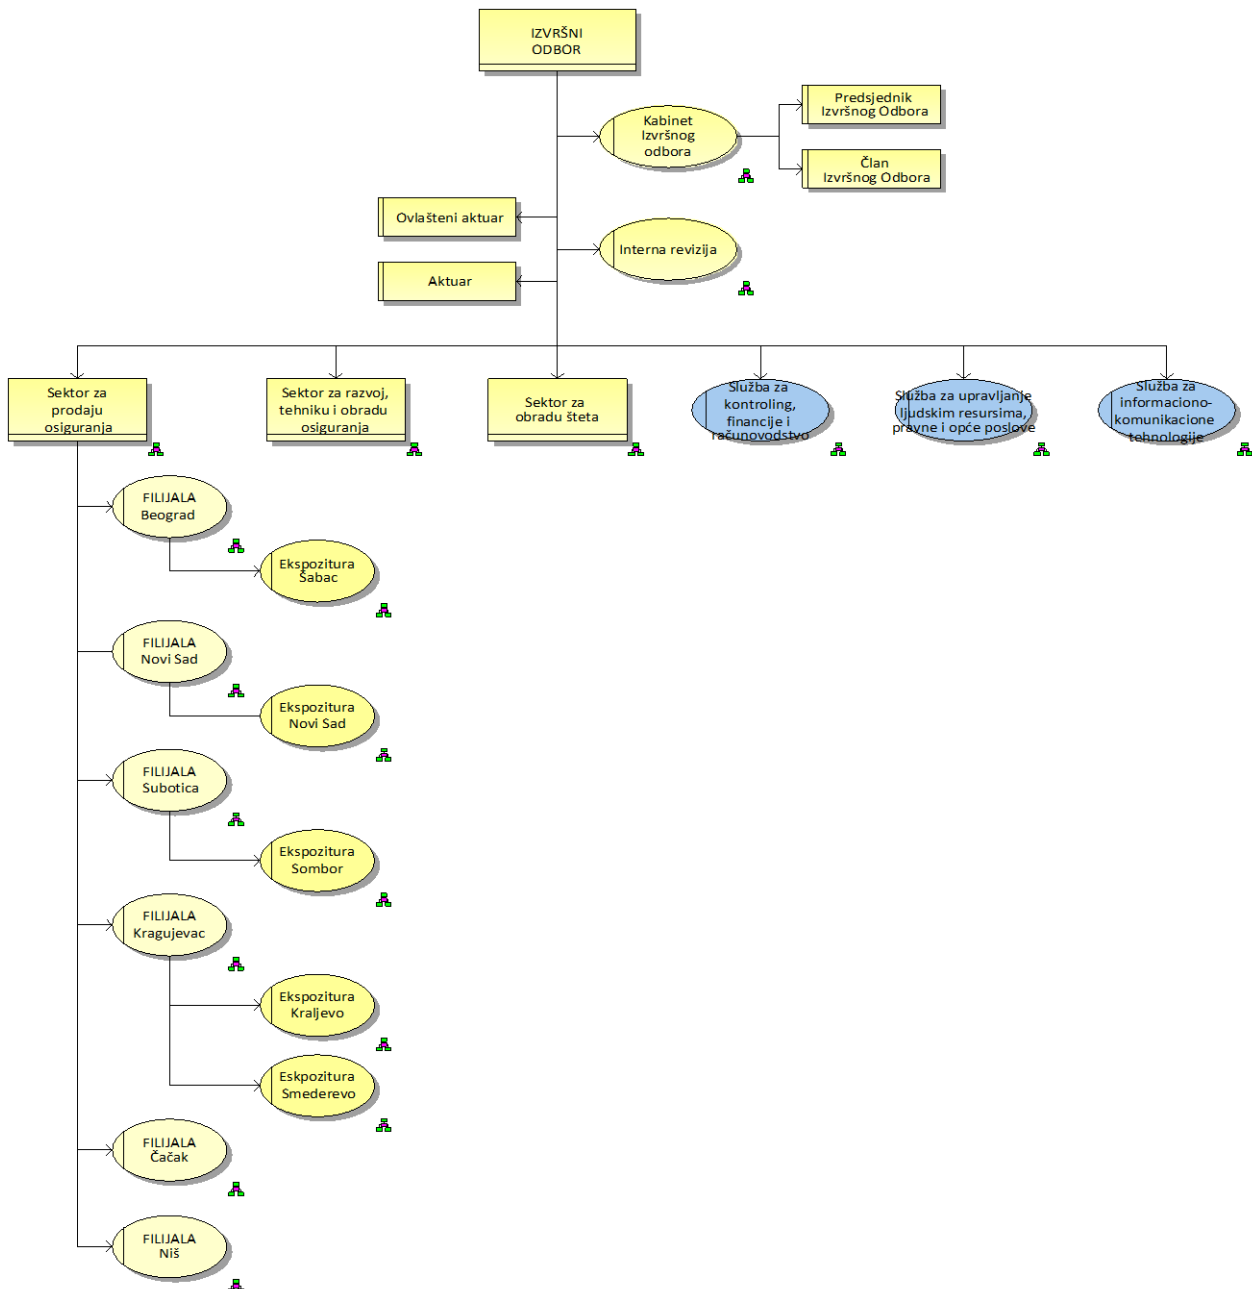 IZVRŠNI
ODBOR
Kabinet
Izvršnog
odbora
Predsjednik
Izvršnog Odbora
Član
Izvršnog Odbora
Ovlašteni aktuar
Interna revizija
Aktuar
Sektor za
prodaju
osiguranja
Sektor za razvoj,
tehniku i obradu
osiguranja
Sektor za
obradu šteta
Služba za
kontroling,
financije i
računovodstvo
Služba za upravljanje
ljudskim resursima,
pravne i opće poslove
Služba za
informaciono-
komunikacione
tehnologije
FILIJALA
Beograd
Ekspozitura
Šabac
FILIJALA
Novi Sad
Ekspozitura
Novi Sad
FILIJALA
Subotica
Ekspozitura
Sombor
FILIJALA
Kragujevac
Ekspozitura
Kraljevo
Eskpozitura
Smederevo
FILIJALA
Čačak
FILIJALA
Niš